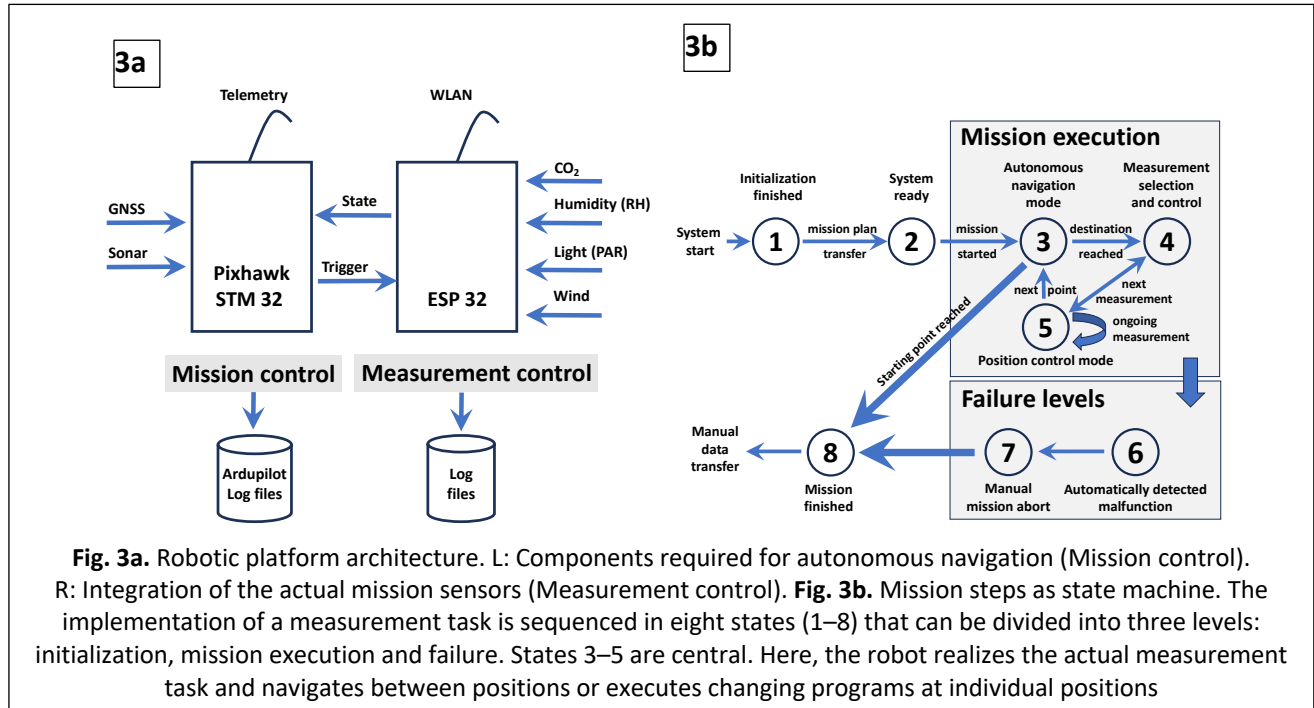 3a
Telemetry
WLAN
GNSS
Sonar
Pixhawk
STM 32
State
Trigger
ESP 32
CO₂
Humidity (RH)
Light (PAR)
Wind
Mission control
Measurement control
Ardupilot
Log files
Log
files
3b
Mission execution
Initialization
finished
System
ready
Autonomous
navigation
mode
Measurement
selection
and control
System
start
1
mission plan
transfer
2
mission
started
3
destination
reached
4
next point
next
measurement
5
ongoing
measurement
Position control mode
Starting point reached
Failure levels
Manual
data
transfer
8
Mission
finished
7
Manual
mission abort
6
Automatically detected
malfunction
Fig. 3a. Robotic platform architecture. L: Components required for autonomous navigation (Mission control).
R: Integration of the actual mission sensors (Measurement control). Fig. 3b. Mission steps as state machine. The
implementation of a measurement task is sequenced in eight states (1–8) that can be divided into three levels:
initialization, mission execution and failure. States 3–5 are central. Here, the robot realizes the actual measurement
task and navigates between positions or executes changing programs at individual positions